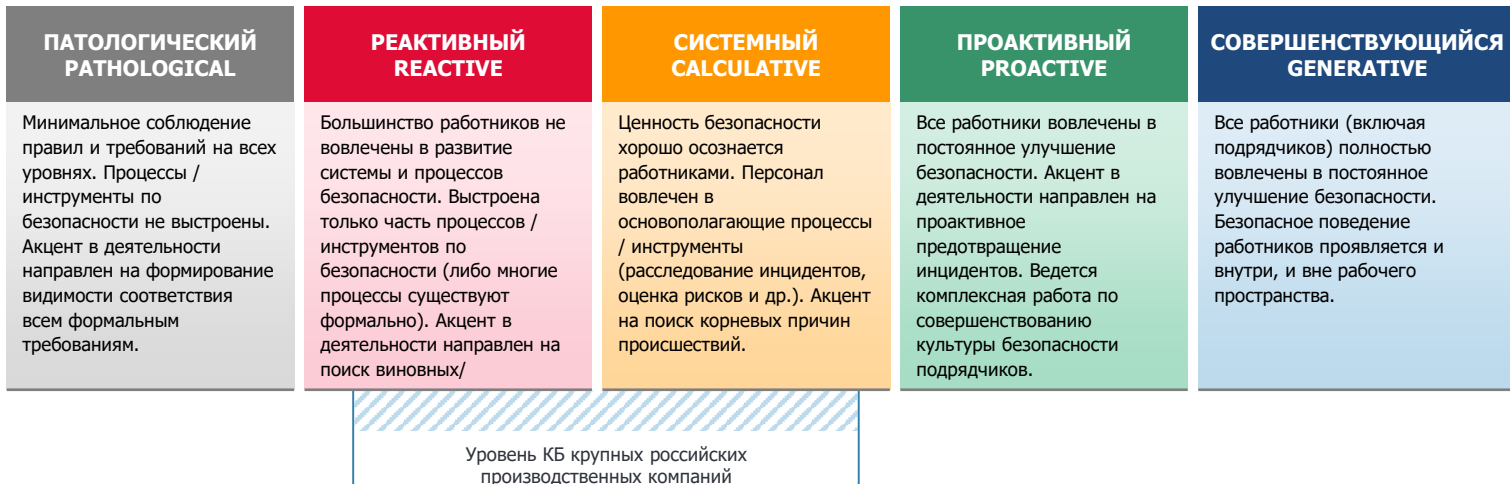 ПАТОЛОГИЧЕСКИЙ
PATHOLOGICAL
Минимальное соблюдение
правил и требований на всех
уровнях. Процессы /
инструменты по
безопасности не выстроены.
Акцент в деятельности
направлен на формирование
видимости соответствия
всем формальным
требованиям.
РЕАКТИВНЫЙ
REACTIVE
Большинство работников не
вовлечены в развитие
системы и процессов
безопасности. Выстроена
только часть процессов /
инструментов по
безопасности (либо многие
процессы существуют
формально). Акцент в
деятельности направлен на
поиск виновных/
СИСТЕМНЫЙ
CALCULATIVE
Ценность безопасности
хорошо осознается
работниками. Персонал
вовлечен в
основополагающие процессы
/ инструменты
(расследование инцидентов,
оценка рисков и др.). Акцент
на поиск корневых причин
происшествий.
ПРОАКТИВНЫЙ
PROACTIVE
Все работники вовлечены в
постоянное улучшение
безопасности. Акцент в
деятельности направлен на
проактивное
предотвращение
инцидентов. Ведется
комплексная работа по
совершенствованию
культуры безопасности
подрядчиков.
СОВЕРШЕНСТВУЮЩИЙСЯ
GENERATIVE
Все работники (включая
подрядчиков) полностью
вовлечены в постоянное
улучшение безопасности.
Безопасное поведение
работников проявляется и
внутри, и вне рабочего
пространства.
Уровень КБ крупных российских
производственных компаний